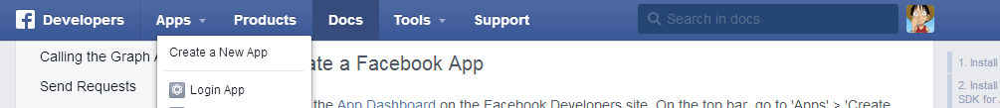 Developers Apps Products Docs Tools Support Search in docs
Create a New App
Login App
Calling the Graph
Send Requests
ate a Facebook App
the App Dashboard on the Facebook Developers site. On the top bar, go to 'Apps' > 'Create
1. Install
2. Install
SDK for